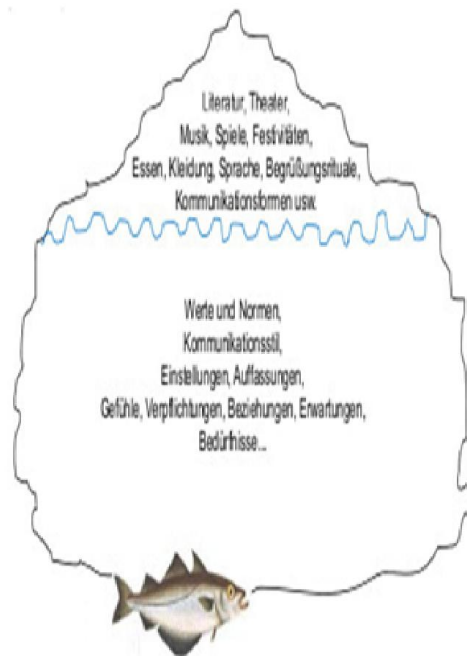 Literatur, Theater,
Musik, Spiele, Festivitäten,
Essen, Kleidung, Sprache, Begrüßungsrituale,
Kommunikationsformen usw.
Werte und Normen,
Kommunikationsstil,
Einstellungen, Auffassungen,
Gefühle, Verpflichtungen, Beziehungen, Erwartungen,
Bedürfnisse...